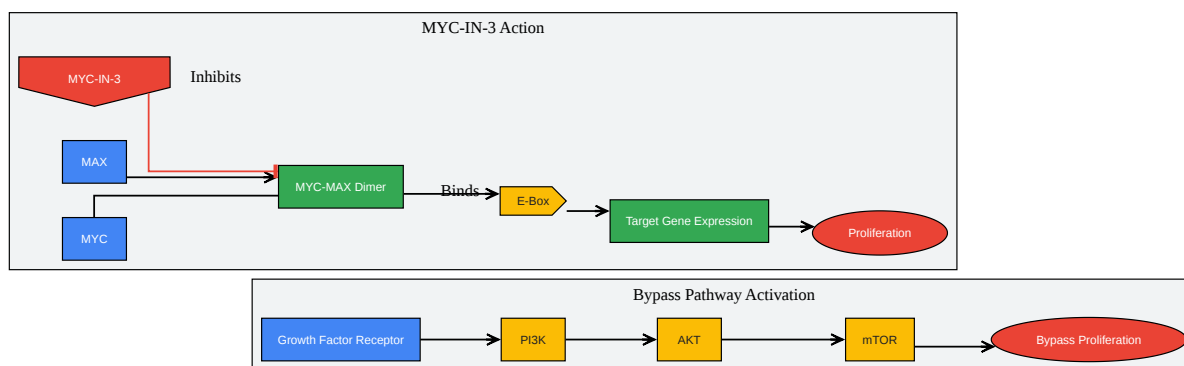 MYC-IN-3 Action
MYC-IN-3
Inhibits
MAX
MYC-MAX Dimer
Binds
E-Box
MYC
Target Gene Expression
Proliferation
Bypass Pathway Activation
Growth Factor Receptor
PI3K
AKT
mTOR
Bypass Proliferation